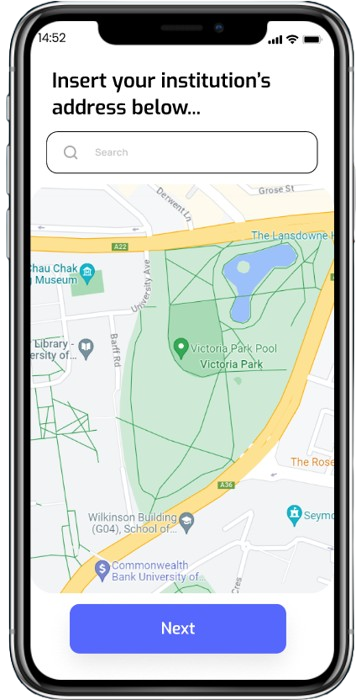 14:52
Insert your institution's
address below...
Search
Grose St
Derwent Ln
The Lansdowne H
A22
Chau Chak
g Museum
University Ave
Library -
ersity of...
Barff Rd
Victoria Park Pool
Victoria Park
The Rose
A36
Wilkinson Building
(G04), School of...
Seymo
Commonwealth
Bank University of...
Cres
Next